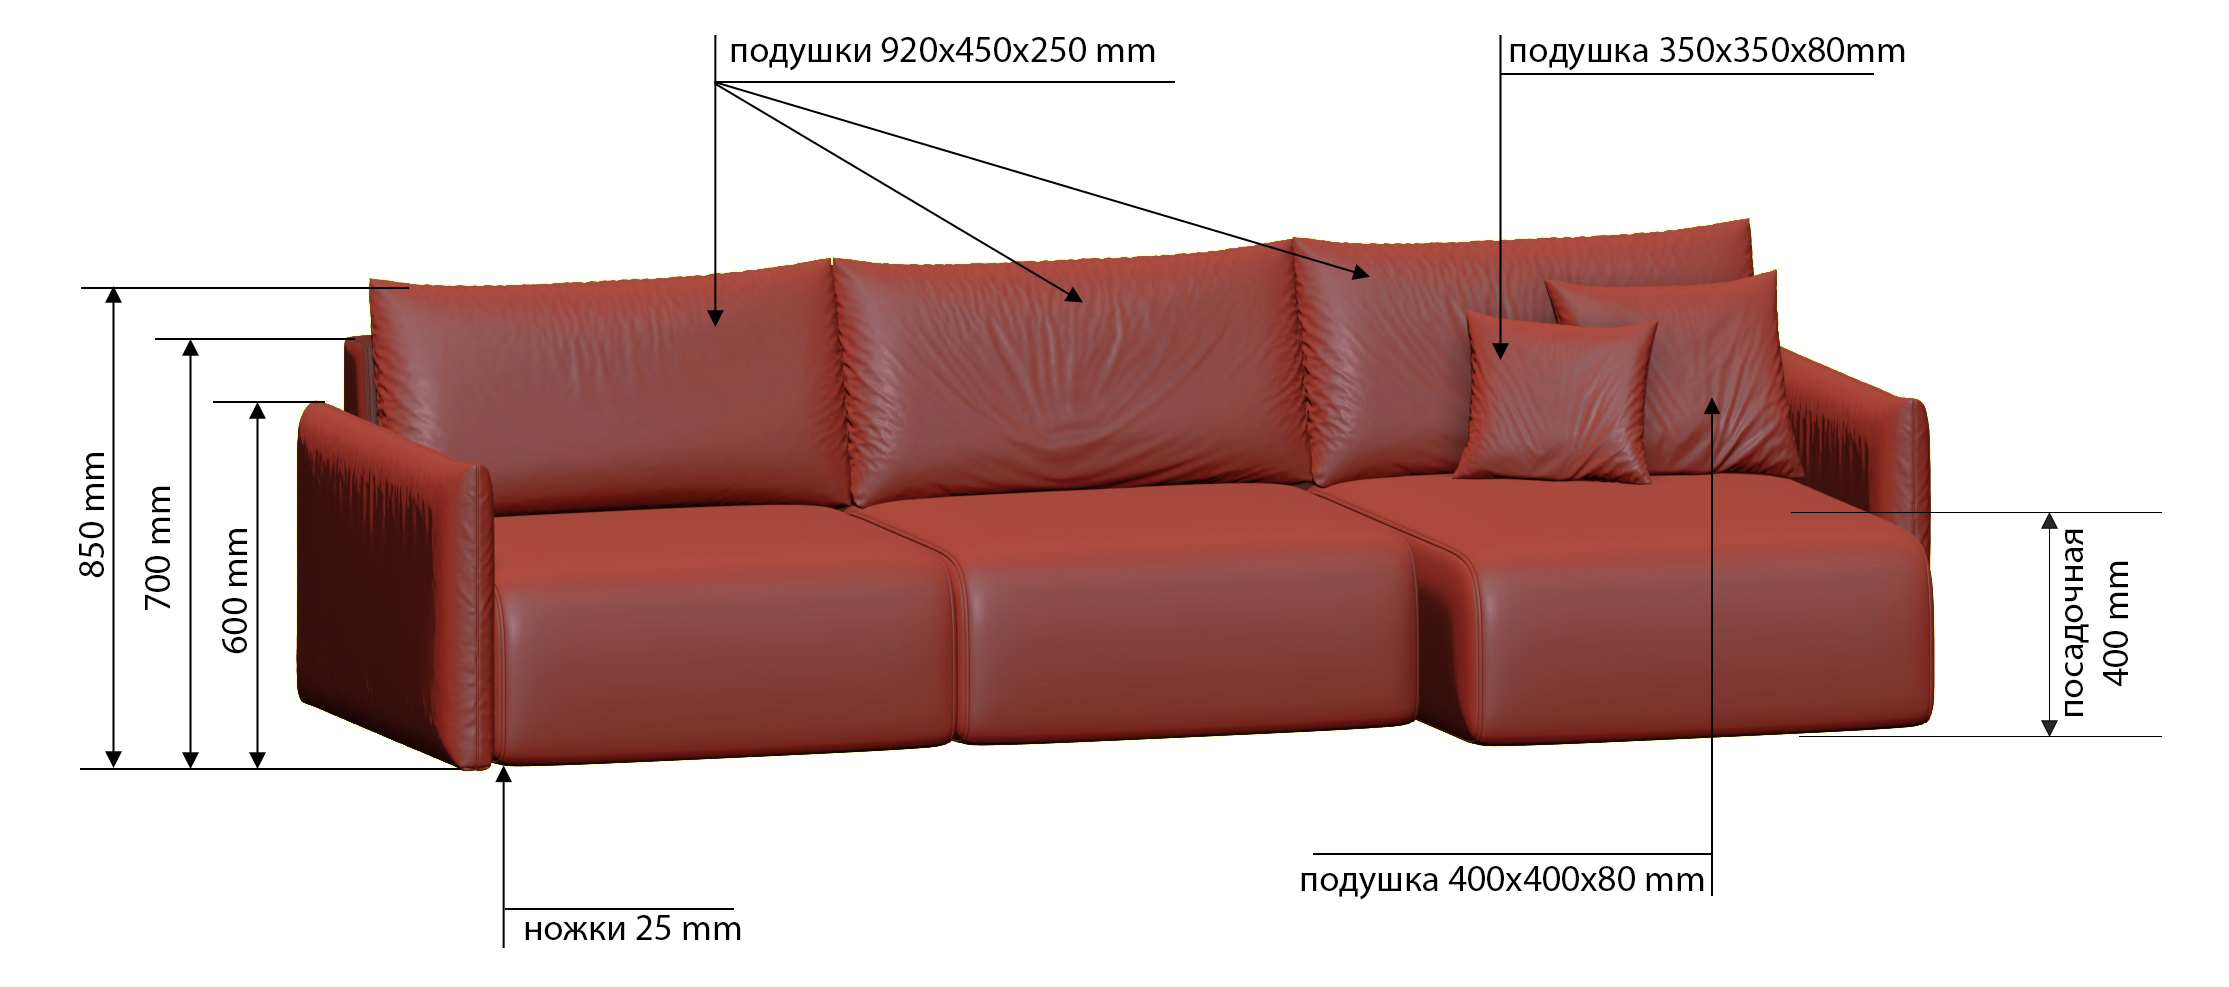 подушки 920x450x250 mm
подушка 350x350x80mm
850 mm
700 mm
600 mm
посадочная
400 mm
подушка 400x400x80 mm
ножки 25 mm